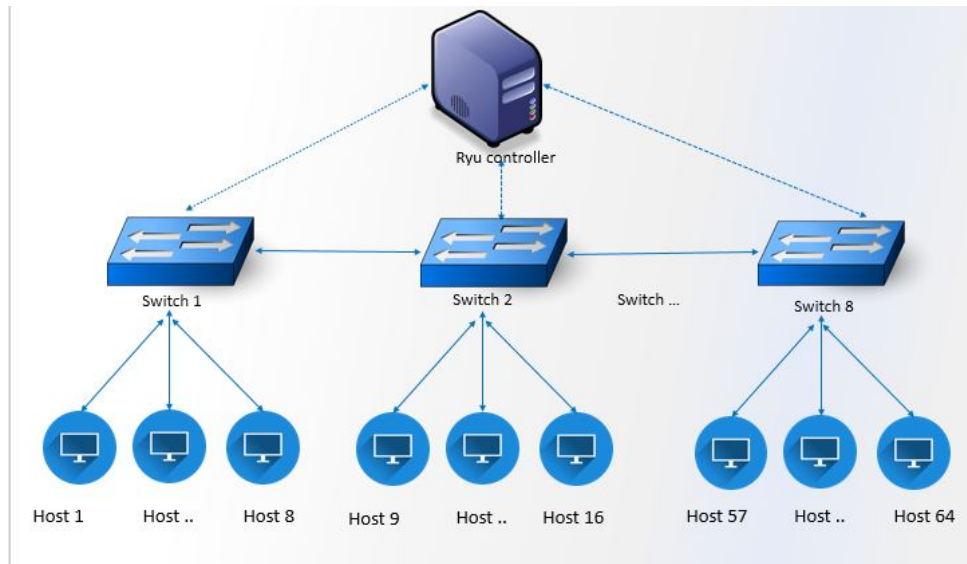 Ryu controller
Switch 1
Switch 2
Switch ...
Switch 8
Host 1
Host ..
Host 8
Host 9
Host ..
Host 16
Host 57
Host ..
Host 64